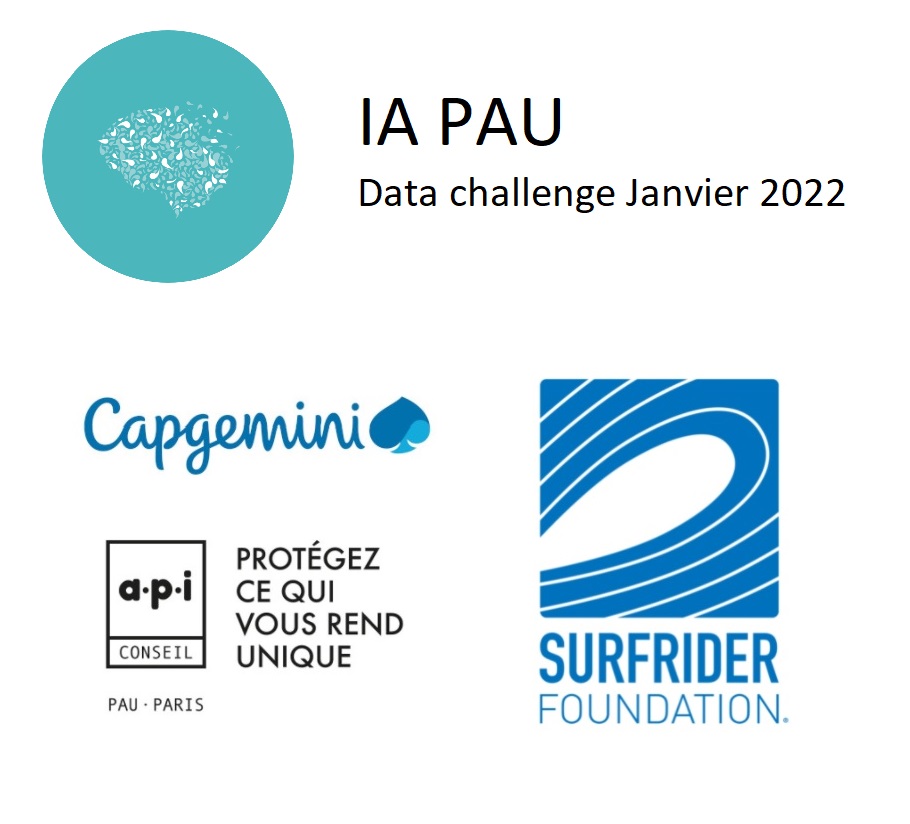 IA PAU
Data challenge Janvier 2022
Capgemini
a·p·i
CONSEIL
PAU · PARIS
PROTÉGEZ
CE QUI
VOUS REND
UNIQUE
SURFRIDER
FOUNDATION®